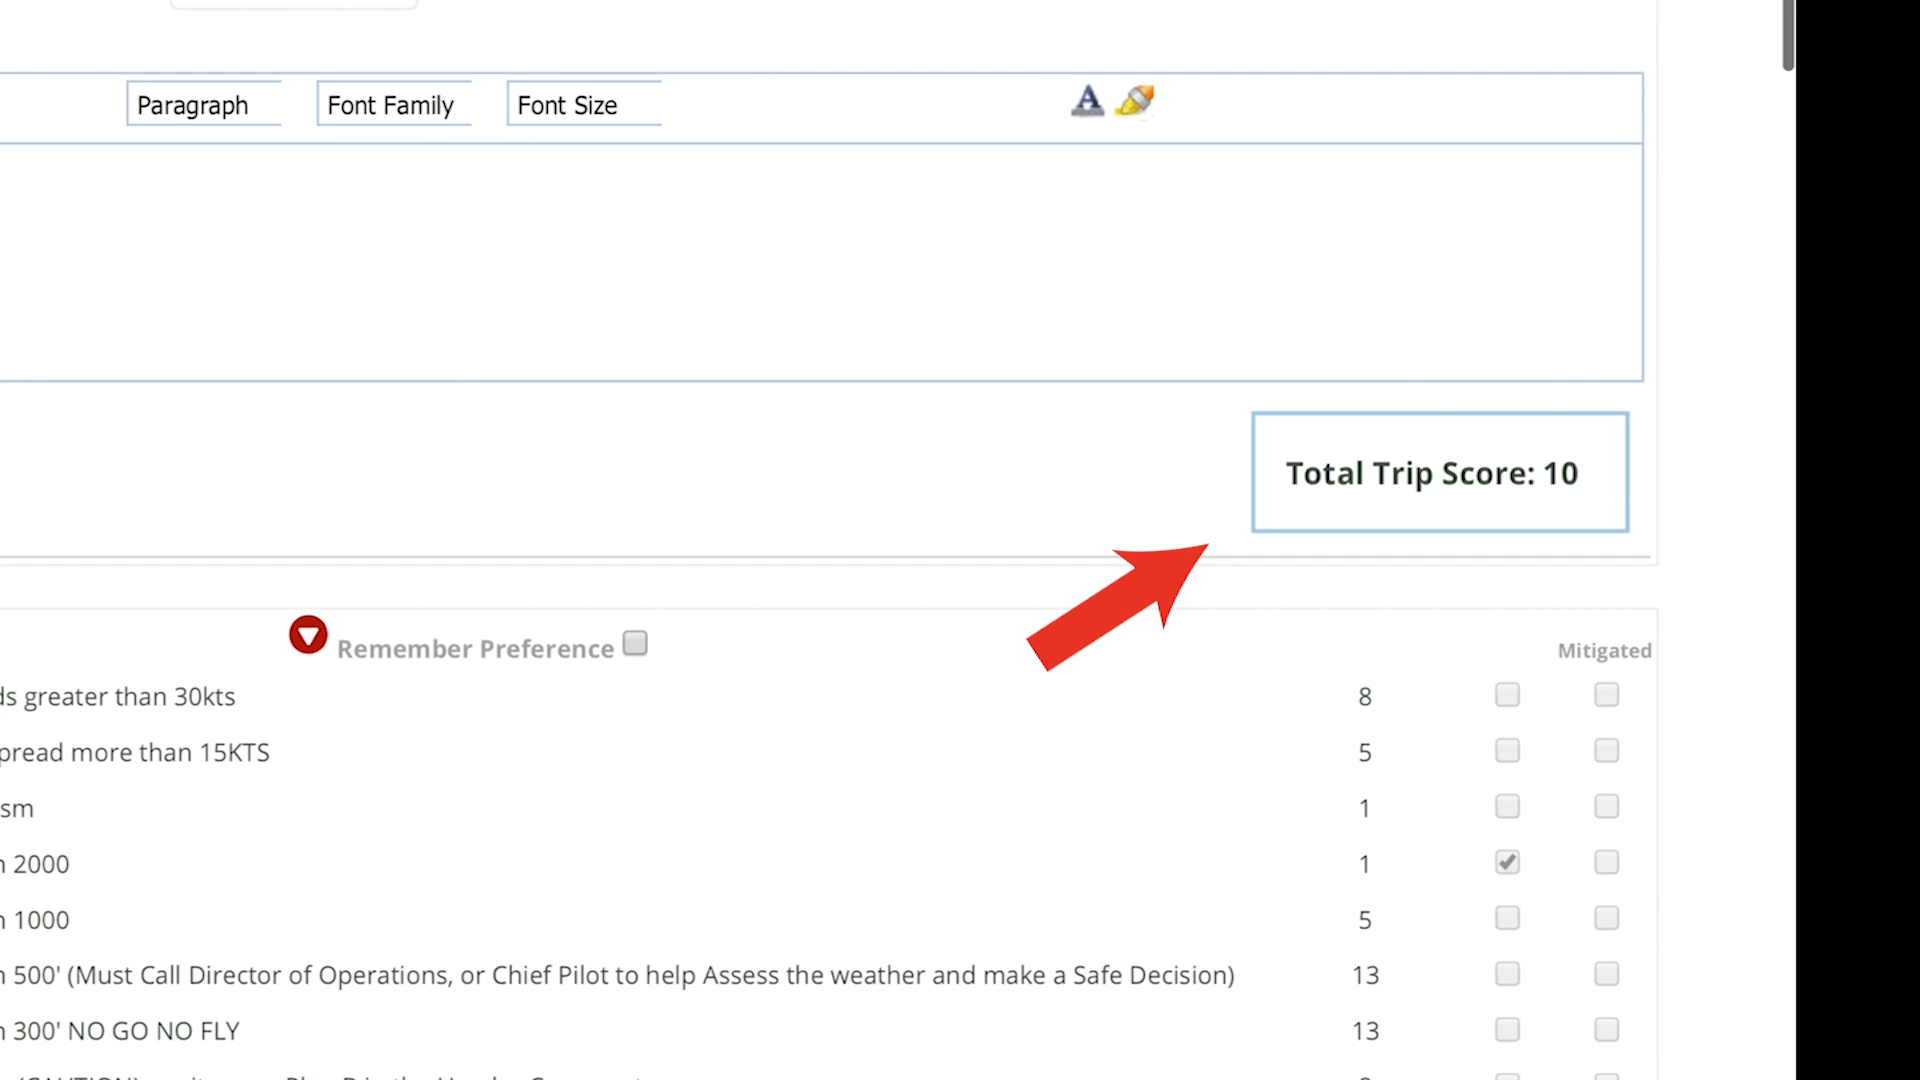 Paragraph Font Family Font Size
Total Trip Score: 10
Remember Preference
Mitigated
greater than 30kts 8
more than 15KTS 5
sm 1
2000 1
1000 5
500' (Must Call Director of Operations, or Chief Pilot to help Assess the weather and make a Safe Decision) 13
300' NO GO NO FLY 13